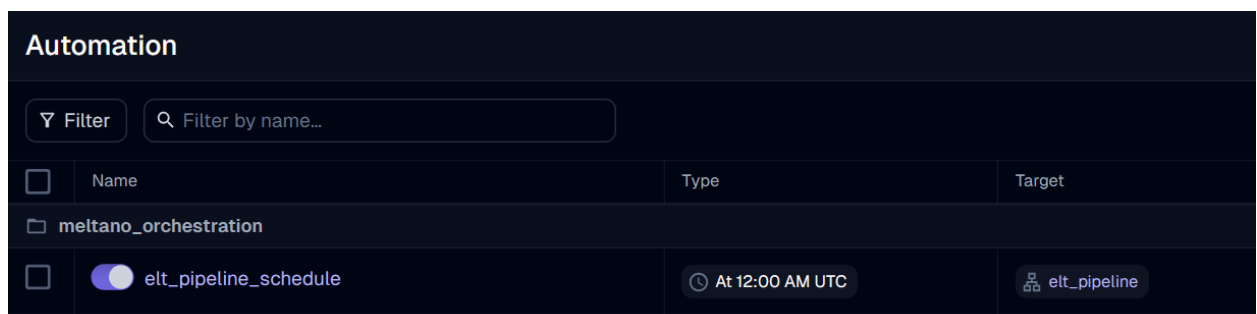 Automation
Filter
Filter by name...
Name Type Target
meltano_orchestration
elt_pipeline_schedule At 12:00 AM UTC elt_pipeline